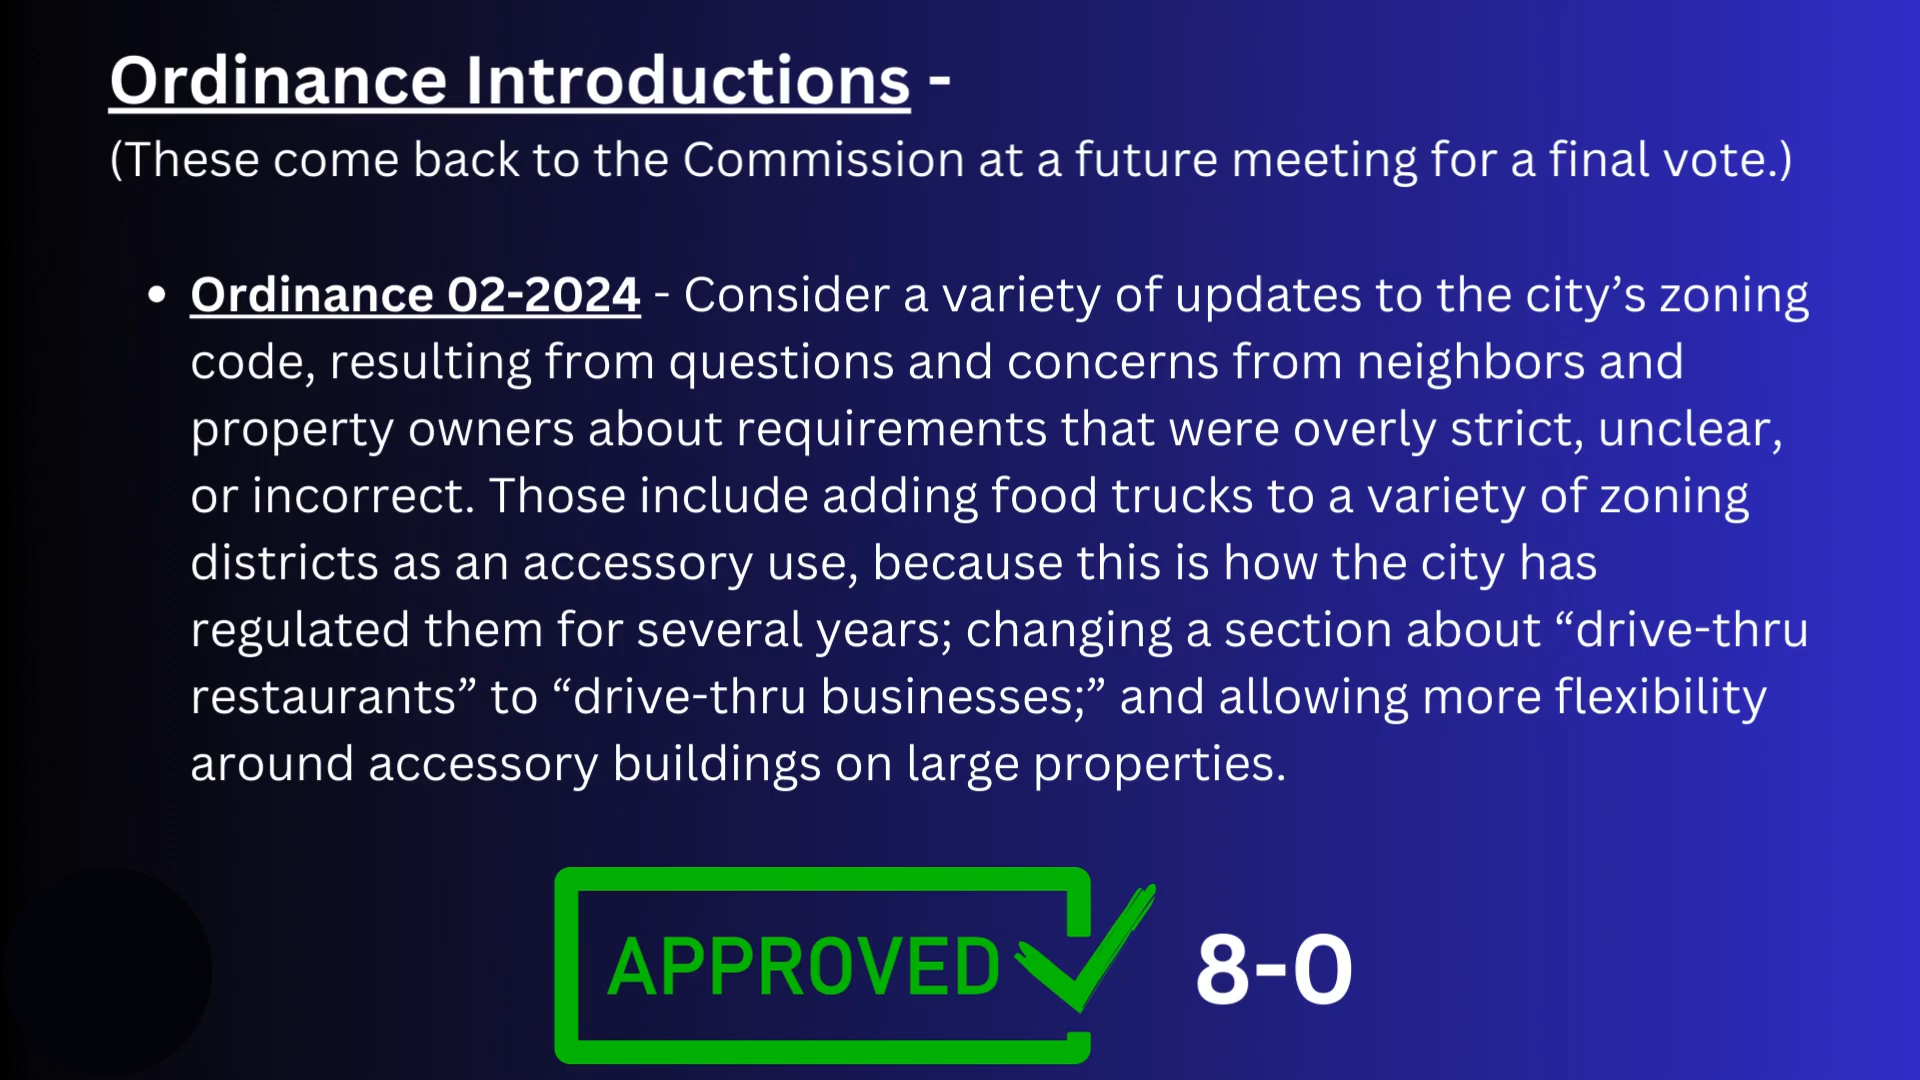 Ordinance Introductions -
(These come back to the Commission at a future meeting for a final vote.)
• Ordinance 02-2024 - Consider a variety of updates to the city’s zoning
code, resulting from questions and concerns from neighbors and
property owners about requirements that were overly strict, unclear,
or incorrect. Those include adding food trucks to a variety of zoning
districts as an accessory use, because this is how the city has
regulated them for several years; changing a section about “drive-thru
restaurants” to “drive-thru businesses;” and allowing more flexibility
around accessory buildings on large properties.
APPROVED 8-0